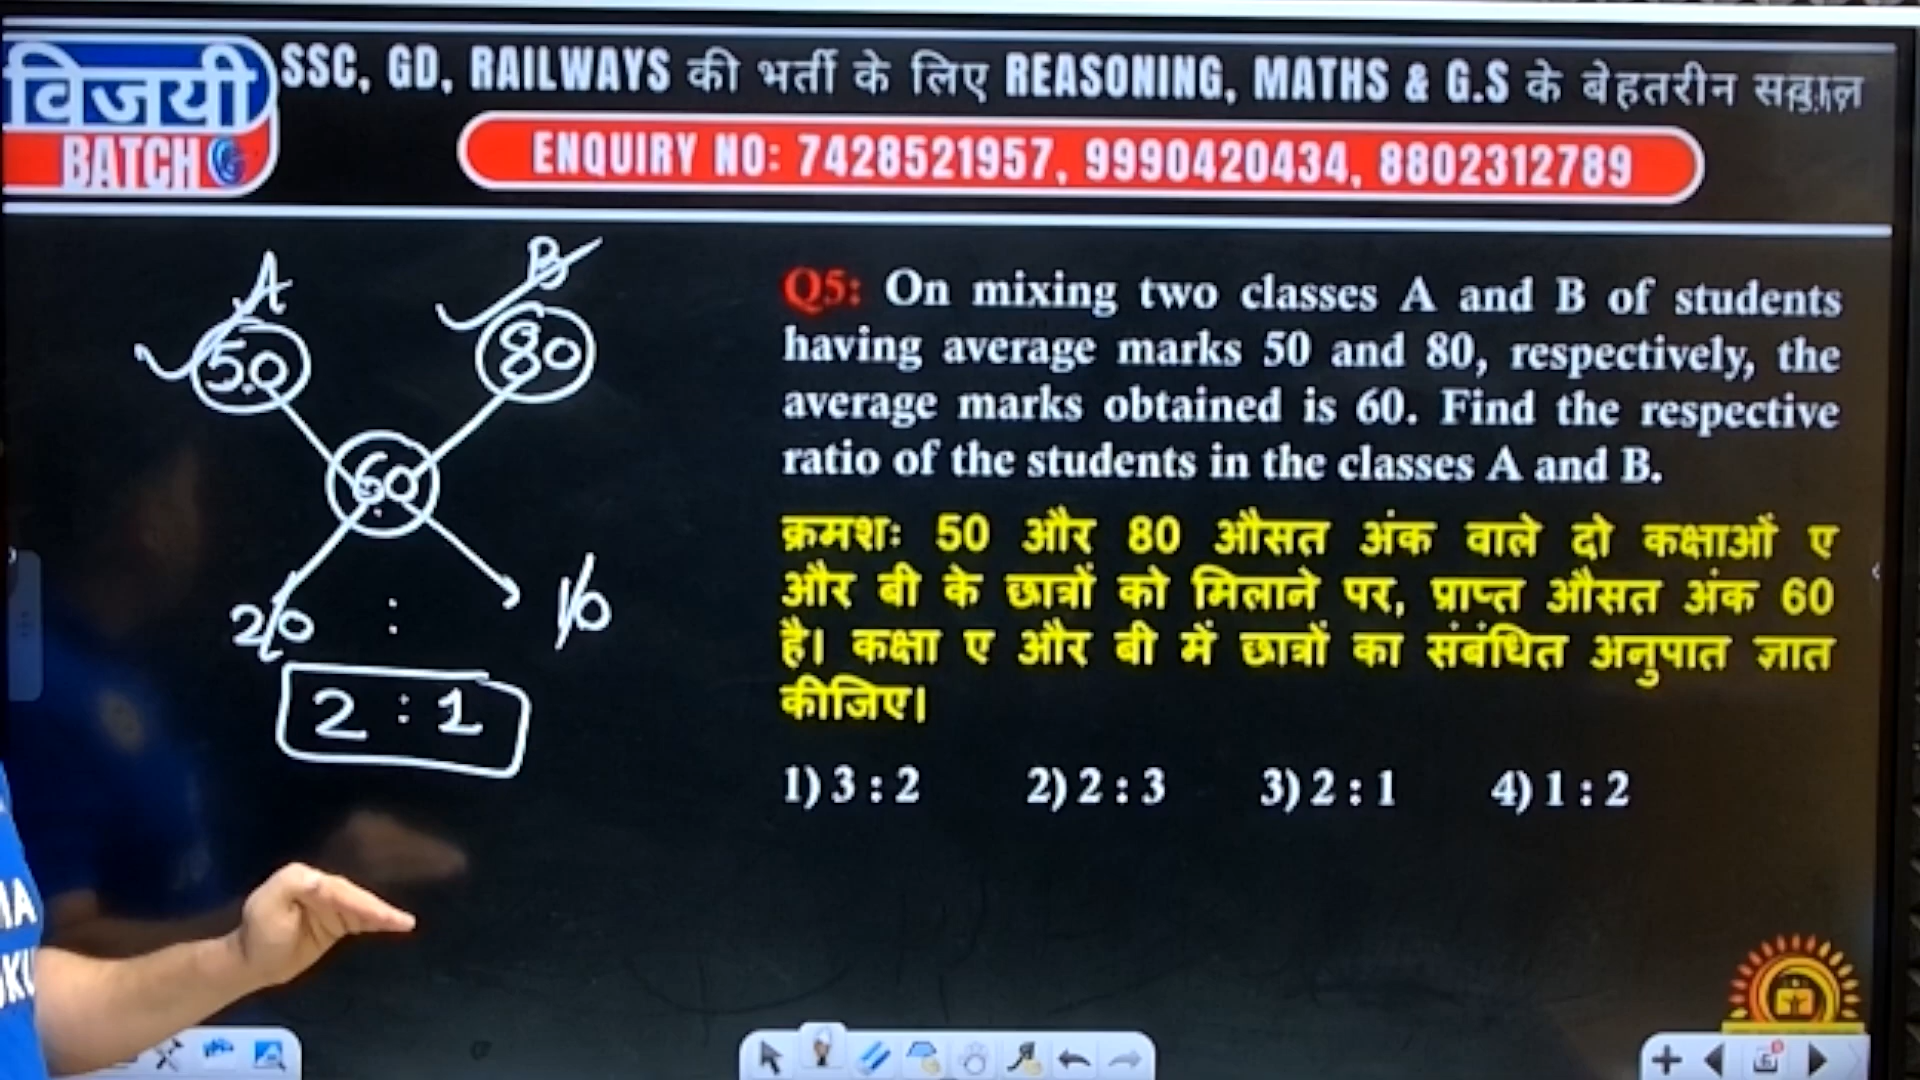 विजयी
BATCH
SSC, GD, RAILWAYS की भर्ती के लिए REASONING, MATHS & G.S के बेहतरीन सवाल
ENQUIRY NO: 7428521957, 9990420434, 8802312789
A B
50 80
60
20 : 10
2 : 1
Q5: On mixing two classes A and B of students
having average marks 50 and 80, respectively, the
average marks obtained is 60. Find the respective
ratio of the students in the classes A and B.
क्रमशः 50 और 80 औसत अंक वाले दो कक्षाओं ए
और बी के छात्रों को मिलाने पर, प्राप्त औसत अंक 60
है। कक्षा ए और बी में छात्रों का संबंधित अनुपात ज्ञात
कीजिए।
1) 3 : 2 2) 2 : 3 3) 2 : 1 4) 1 : 2